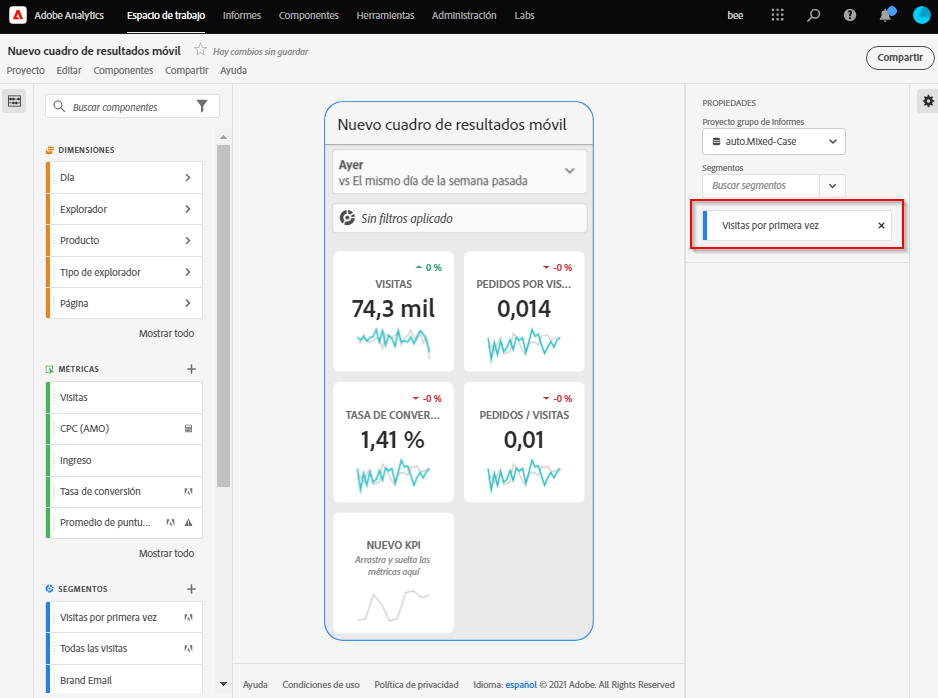 Adobe Analytics Espacio de trabajo Informes Componentes Herramientas Administración Labs bee
Nuevo cuadro de resultados móvil Hay cambios sin guardar
Proyecto Editar Componentes Compartir Ayuda
Compartir
Buscar componentes
DIMENSIONES
Día
Explorador
Producto
Tipo de explorador
Página
Mostrar todo
MÉTRICAS
Visitas
CPC (AMO)
Ingreso
Tasa de conversión
Promedio de puntu...
Mostrar todo
SEGMENTOS
Visitas por primera vez
Todas las visitas
Brand Email
Nuevo cuadro de resultados móvil
Ayer
vs El mismo día de la semana pasada
Sin filtros aplicado
0 %
VISITAS
74,3 mil
-0 %
PEDIDOS POR VIS...
0,014
-0 %
TASA DE CONVER...
1,41 %
-0 %
PEDIDOS / VISITAS
0,01
NUEVO KPI
Arrastra y suelta las
métricas aquí
PROPIEDADES
Proyecto grupo de Informes
auto.Mixed-Case
Segmentos
Buscar segmentos
Visitas por primera vez
Ayuda Condiciones de uso Política de privacidad Idioma: español © 2021 Adobe. All Rights Reserved